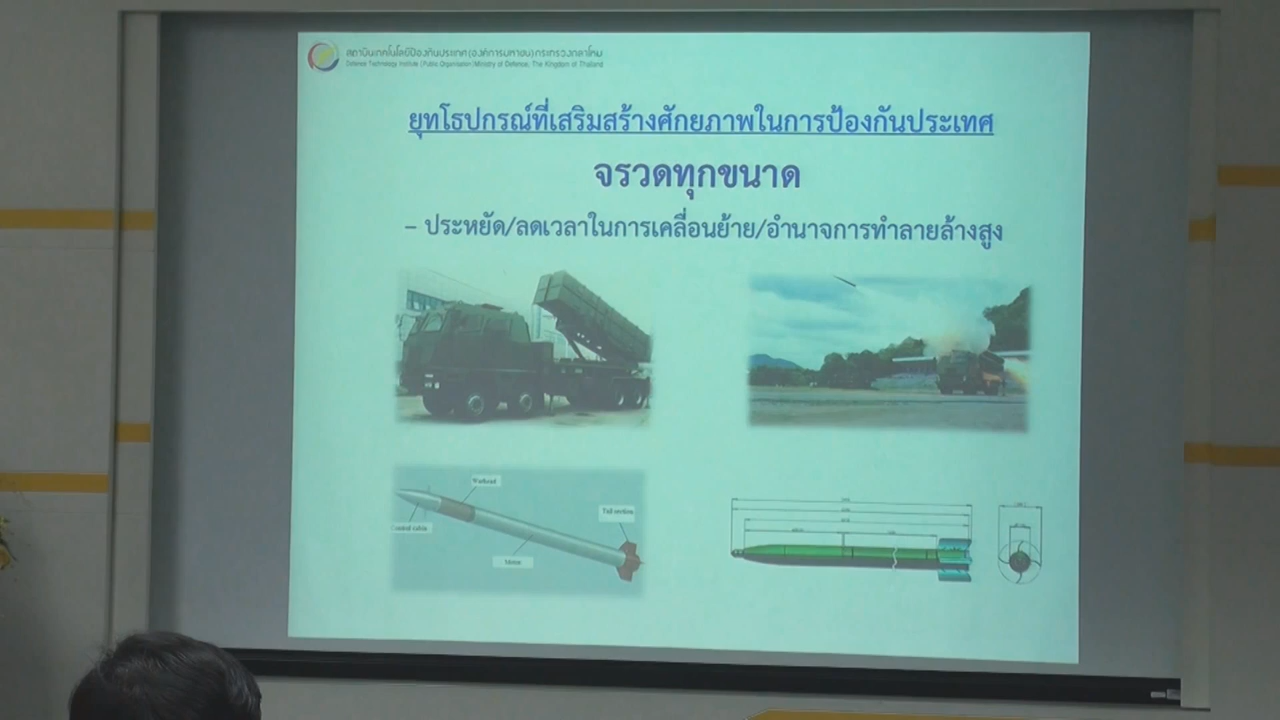 สถาบันเทคโนโลยีป้องกันประเทศ (องค์การมหาชน) กระทรวงกลาโหม
Defence Technology Institute (Public Organisation) Ministry of Defence, The Kingdom of Thailand
ยุทโธปกรณ์ที่เสริมสร้างศักยภาพในการป้องกันประเทศ
จรวดทุกขนาด
– ประหยัด/ลดเวลาในการเคลื่อนย้าย/อำนาจการทำลายล้างสูง
Warhead
Tail section
Motor